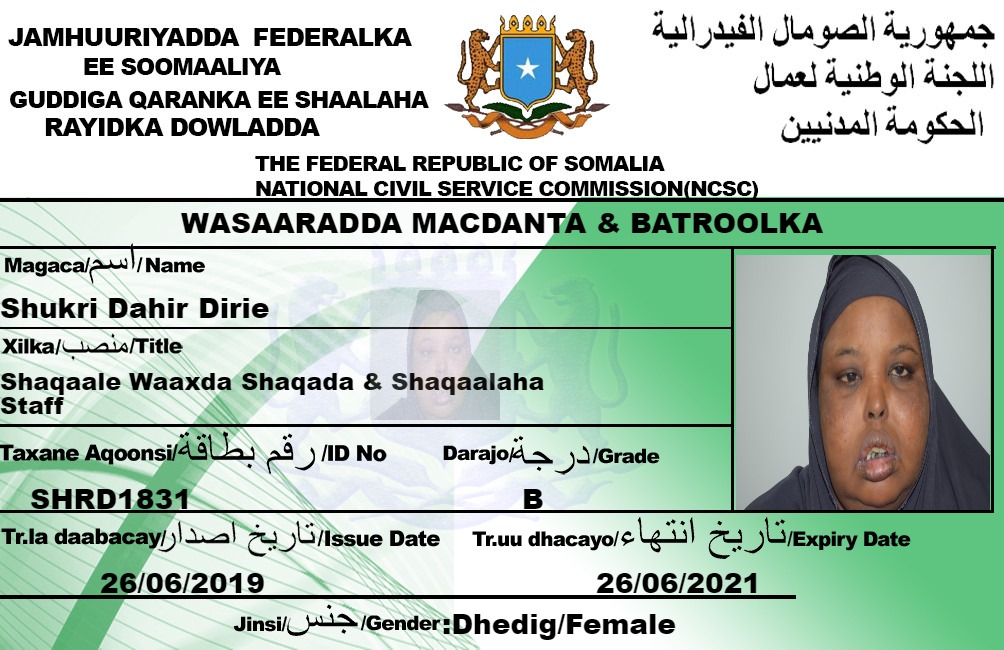 JAMHUURIYADDA FEDERALKA
EE SOOMAALIYA
GUDDIGA QARANKA EE SHAALAHA
RAYIDKA DOWLADDA
جمهورية الصومال الفيدرالية
اللجنة الوطنية لعمال
الحكومة المدنيين
THE FEDERAL REPUBLIC OF SOMALIA
NATIONAL CIVIL SERVICE COMMISSION(NCSC)
WASAARADDA MACDANTA & BATROOLKA
Magaca/اسم/Name
Shukri Dahir Dirie
Xilka/منصب/Title
Shaqaale Waaxda Shaqada & Shaqaalaha
Staff
Taxane Aqoonsi/رقم بطاقة/ID No
Darajo/درجة/Grade
SHRD1831
B
Tr.la daabacay/تاريخ اصدار/Issue Date
Tr.uu dhacayo/تاريخ انتهاء/Expiry Date
26/06/2019
26/06/2021
Jinsi/جنس/Gender:Dhedig/Female